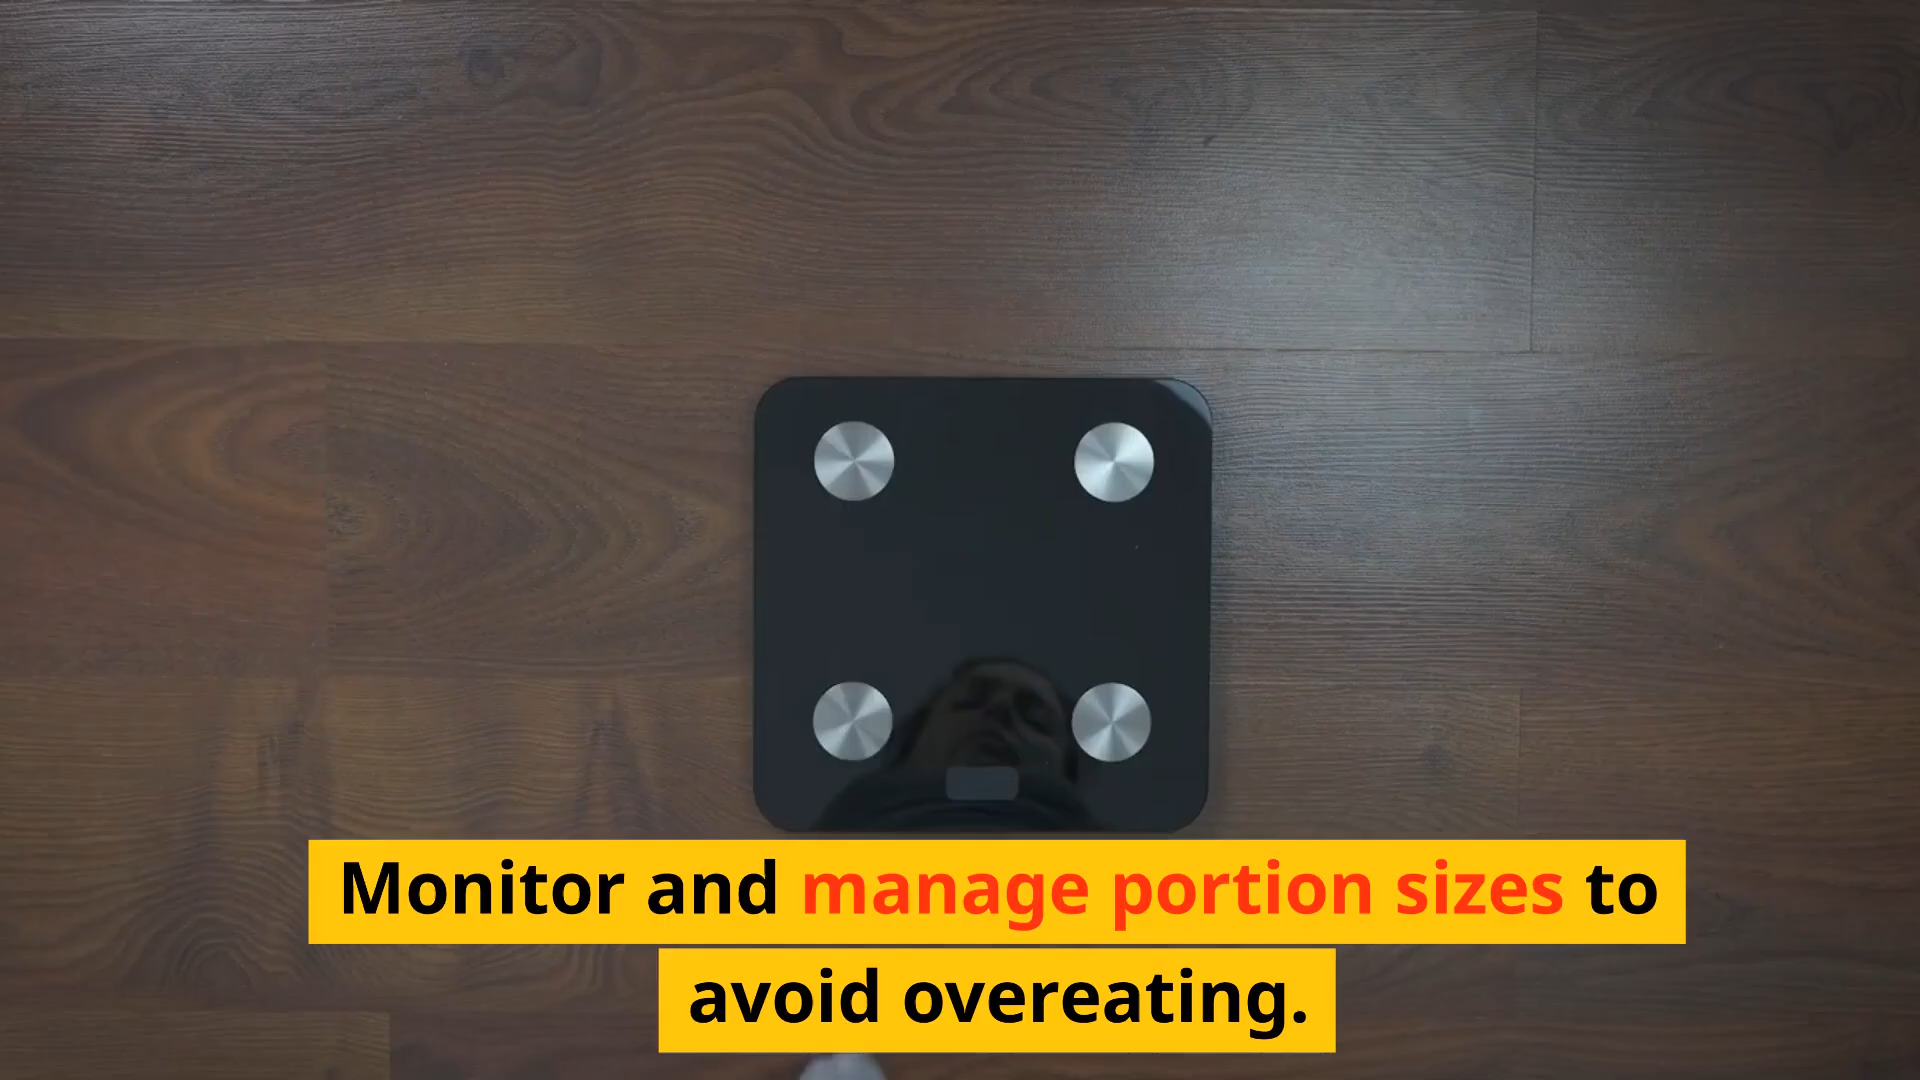 Monitor and manage portion sizes to
avoid overeating.